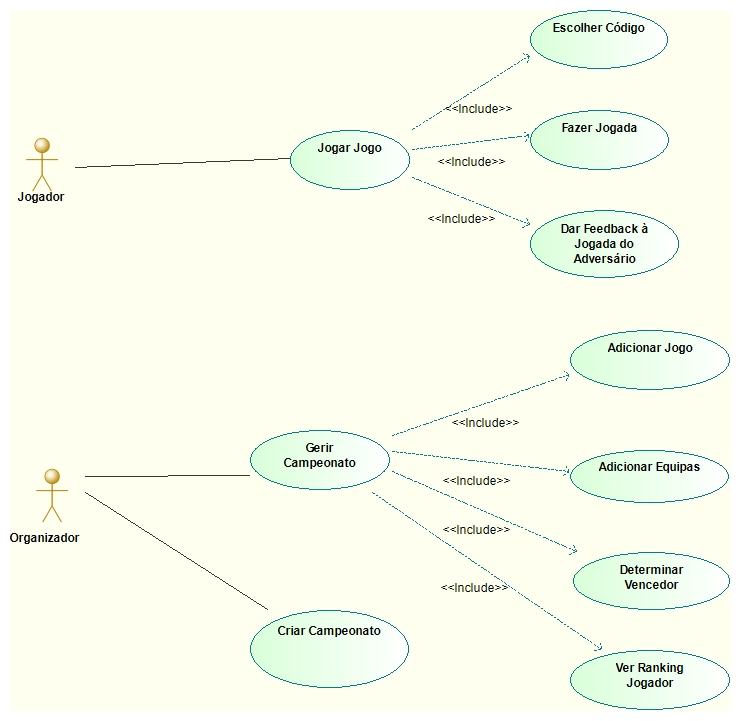 Escolher Código
<<Include>>
Fazer Jogada
Jogar Jogo
<<Include>>
Jogador
<<Include>>
Dar Feedback à
Jogada do
Adversário
Adicionar Jogo
<<Include>>
Gerir
Campeonato
Adicionar Equipas
<<Include>>
Organizador
<<Include>>
Determinar
Vencedor
<<Include>>
Criar Campeonato
Ver Ranking
Jogador